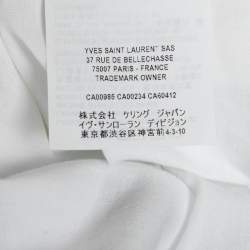 YVES SAINT LAURENT SAS
37 RUE DE BELLECHASSE
75007 PARIS - FRANCE
TRADEMARK OWNER
CA00985 CA00234 CA60412
株式会社 ケリング ジャパン
イヴ・サンローラン ディビジョン
東京都渋谷区神宮前4-3-10